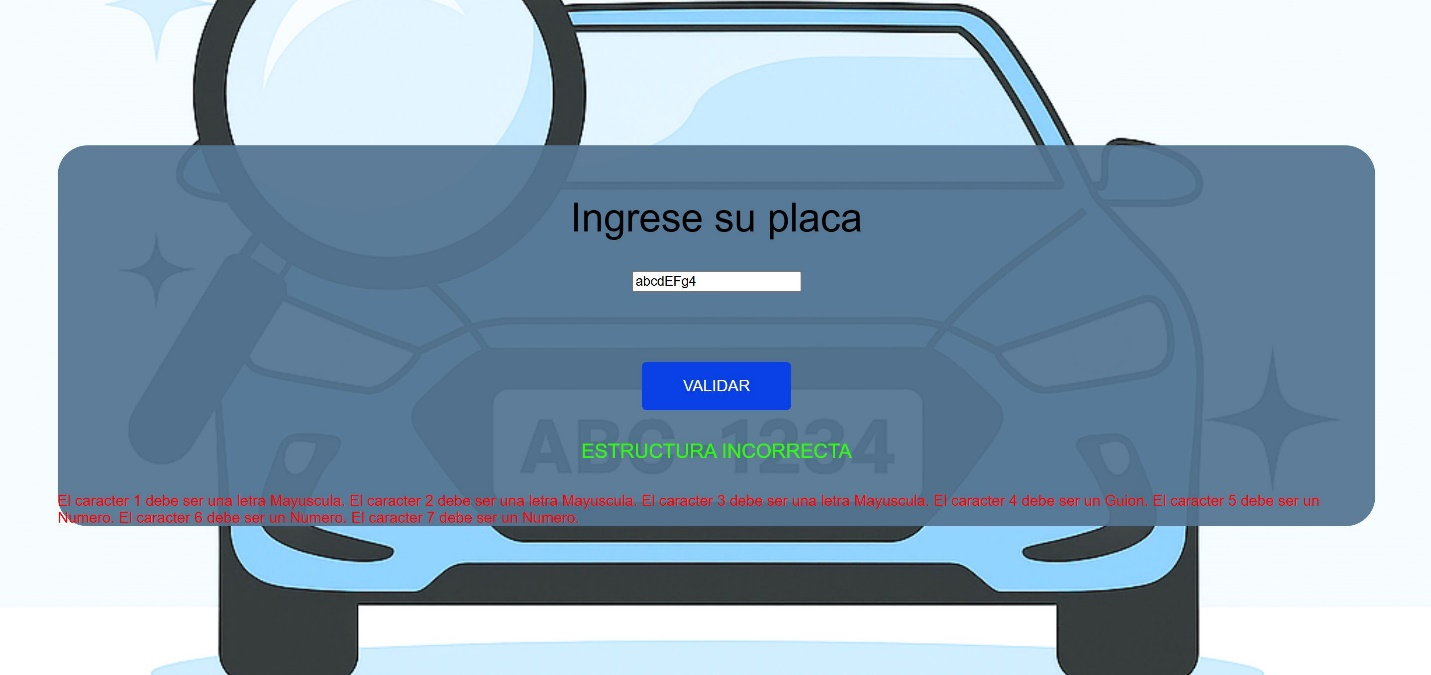 Ingrese su placa
abcdEFg4
VALIDAR
ABC 1234
ESTRUCTURA INCORRECTA
El caracter 1 debe ser una letra Mayuscula. El caracter 2 debe ser una letra Mayuscula. El caracter 3 debe ser una letra Mayuscula. El caracter 4 debe ser un Guion. El caracter 5 debe ser un
Numero. El caracter 6 debe ser un Numero. El caracter 7 debe ser un Numero.